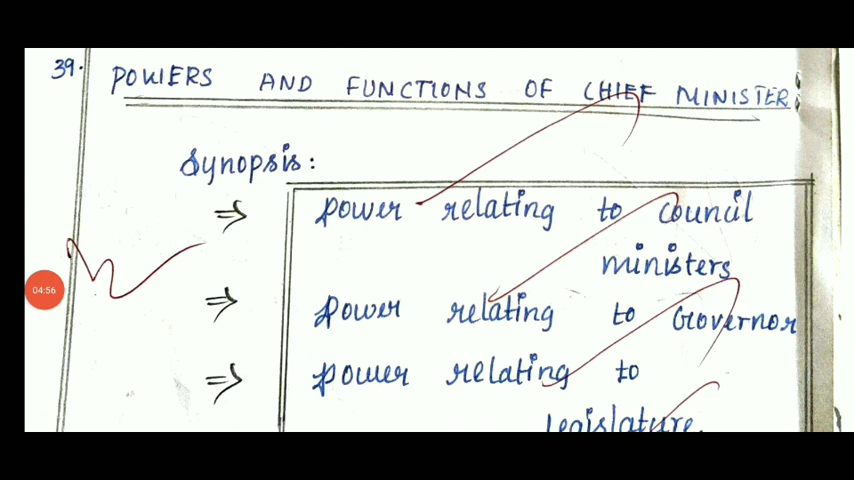 39. POWERS AND FUNCTIONS OF CHIEF MINISTER
Synopsis:
⇒ power relating to council
ministers
04:56
⇒ power relating to Governor
⇒ power relating to
legislature.